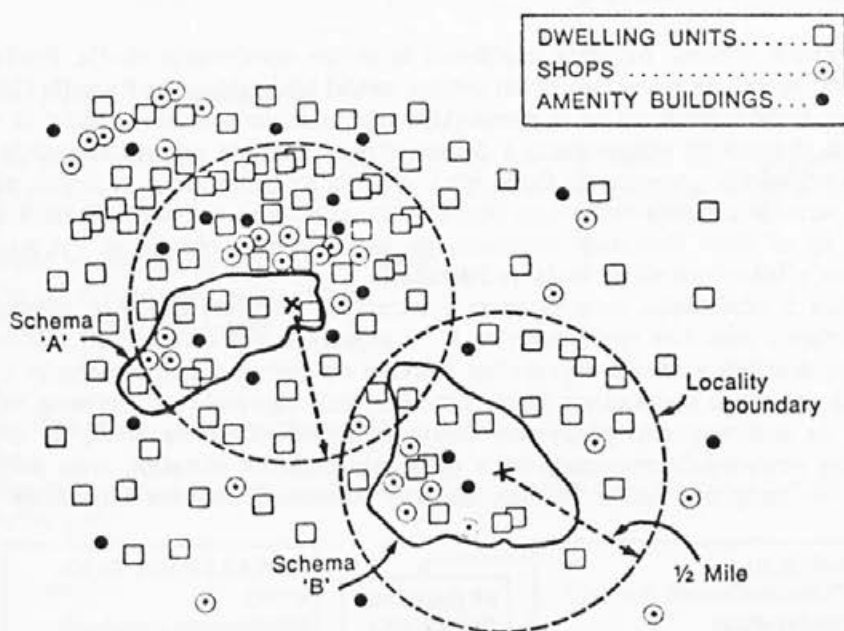 DWELLING UNITS....
SHOPS ................
AMENITY BUILDINGS...
Schema
'A'
Locality
boundary
Schema
'B'
½ Mile